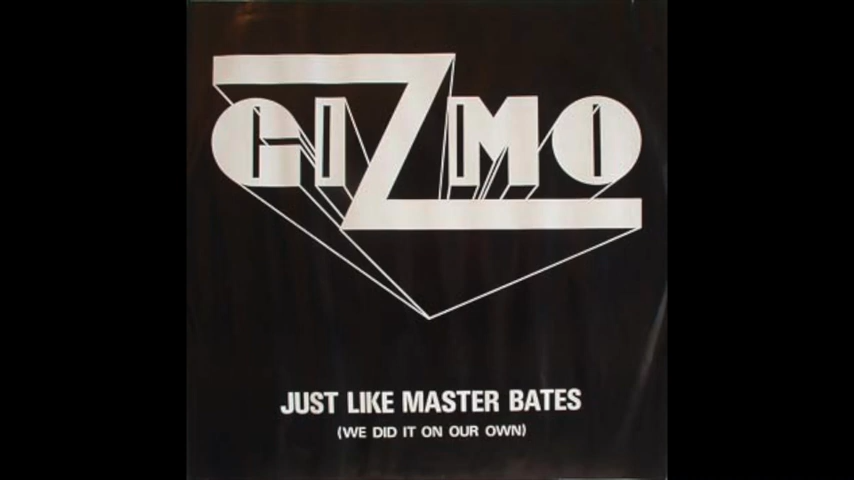 GIZMO
JUST LIKE MASTER BATES
(WE DID IT ON OUR OWN)